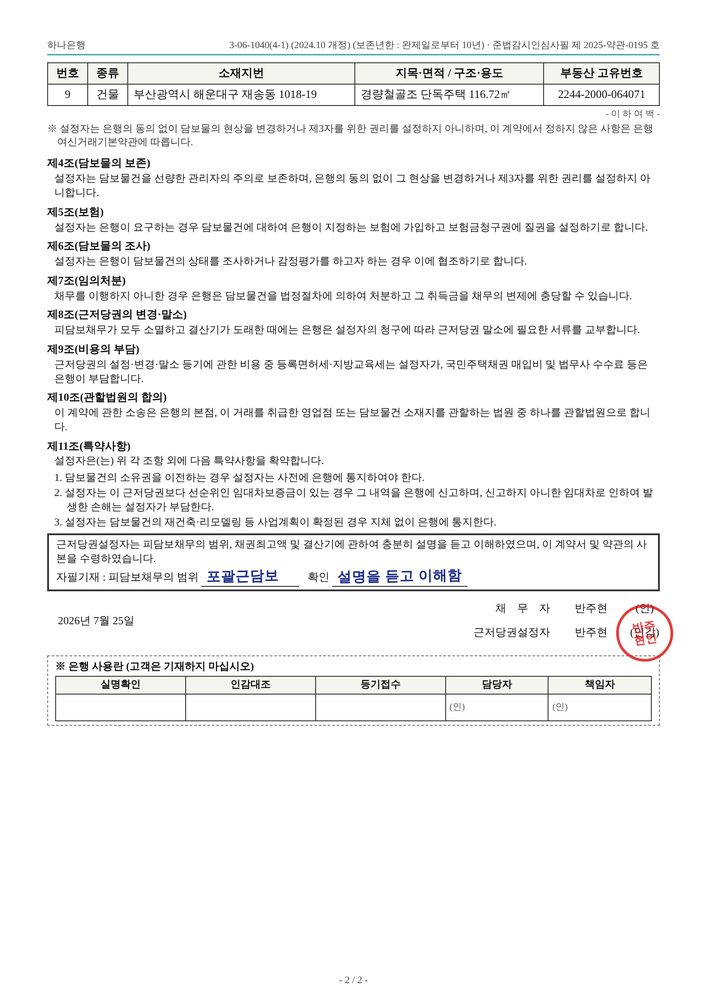 하나은행 3-06-1040(4-1) (2024.10 개정) (보존년한 : 완제일로부터 10년) · 준법감시인심사필 제 2025-약관-0195 호
번호 종류 소재지번 지목·면적 / 구조·용도 부동산 고유번호
9 건물 부산광역시 해운대구 재송동 1018-19 경량철골조 단독주택 116.72㎡ 2244-2000-064071
- 이 하 여 백 -
※ 설정자는 은행의 동의 없이 담보물의 현상을 변경하거나 제3자를 위한 권리를 설정하지 아니하며, 이 계약에서 정하지 않은 사항은 은행
여신거래기본약관에 따릅니다.
제4조(담보물의 보존)
설정자는 담보물건을 선량한 관리자의 주의로 보존하며, 은행의 동의 없이 그 현상을 변경하거나 제3자를 위한 권리를 설정하지 아
니합니다.
제5조(보험)
설정자는 은행이 요구하는 경우 담보물건에 대하여 은행이 지정하는 보험에 가입하고 보험금청구권에 질권을 설정하기로 합니다.
제6조(담보물의 조사)
설정자는 은행이 담보물건의 상태를 조사하거나 감정평가를 하고자 하는 경우 이에 협조하기로 합니다.
제7조(임의처분)
채무를 이행하지 아니한 경우 은행은 담보물건을 법정절차에 의하여 처분하고 그 취득금을 채무의 변제에 충당할 수 있습니다.
제8조(근저당권의 변경·말소)
피담보채무가 모두 소멸하고 결산기가 도래한 때에는 은행은 설정자의 청구에 따라 근저당권 말소에 필요한 서류를 교부합니다.
제9조(비용의 부담)
근저당권의 설정·변경·말소 등기에 관한 비용 중 등록면허세·지방교육세는 설정자가, 국민주택채권 매입비 및 법무사 수수료 등은
은행이 부담합니다.
제10조(관할법원의 합의)
이 계약에 관한 소송은 은행의 본점, 이 거래를 취급한 영업점 또는 담보물건 소재지를 관할하는 법원 중 하나를 관할법원으로 합니
다.
제11조(특약사항)
설정자은(는) 위 각 조항 외에 다음 특약사항을 확약합니다.
1. 담보물건의 소유권을 이전하는 경우 설정자는 사전에 은행에 통지하여야 한다.
2. 설정자는 이 근저당권보다 선순위인 임대차보증금이 있는 경우 그 내역을 은행에 신고하며, 신고하지 아니한 임대차로 인하여 발
생한 손해는 설정자가 부담한다.
3. 설정자는 담보물건의 재건축·리모델링 등 사업계획이 확정된 경우 지체 없이 은행에 통지한다.
근저당권설정자는 피담보채무의 범위, 채권최고액 및 결산기에 관하여 충분히 설명을 듣고 이해하였으며, 이 계약서 및 약관의 사
본을 수령하였습니다.
자필기재 : 피담보채무의 범위 포괄근담보 확인 설명을 듣고 이해함
채 무 자 반주현 (인)
2026년 7월 25일
근저당권설정자 반주현 (인감)
반주
현인
※ 은행 사용란 (고객은 기재하지 마십시오)
실명확인 인감대조 등기접수 담당자 책임자
(인) (인)
- 2 / 2 -